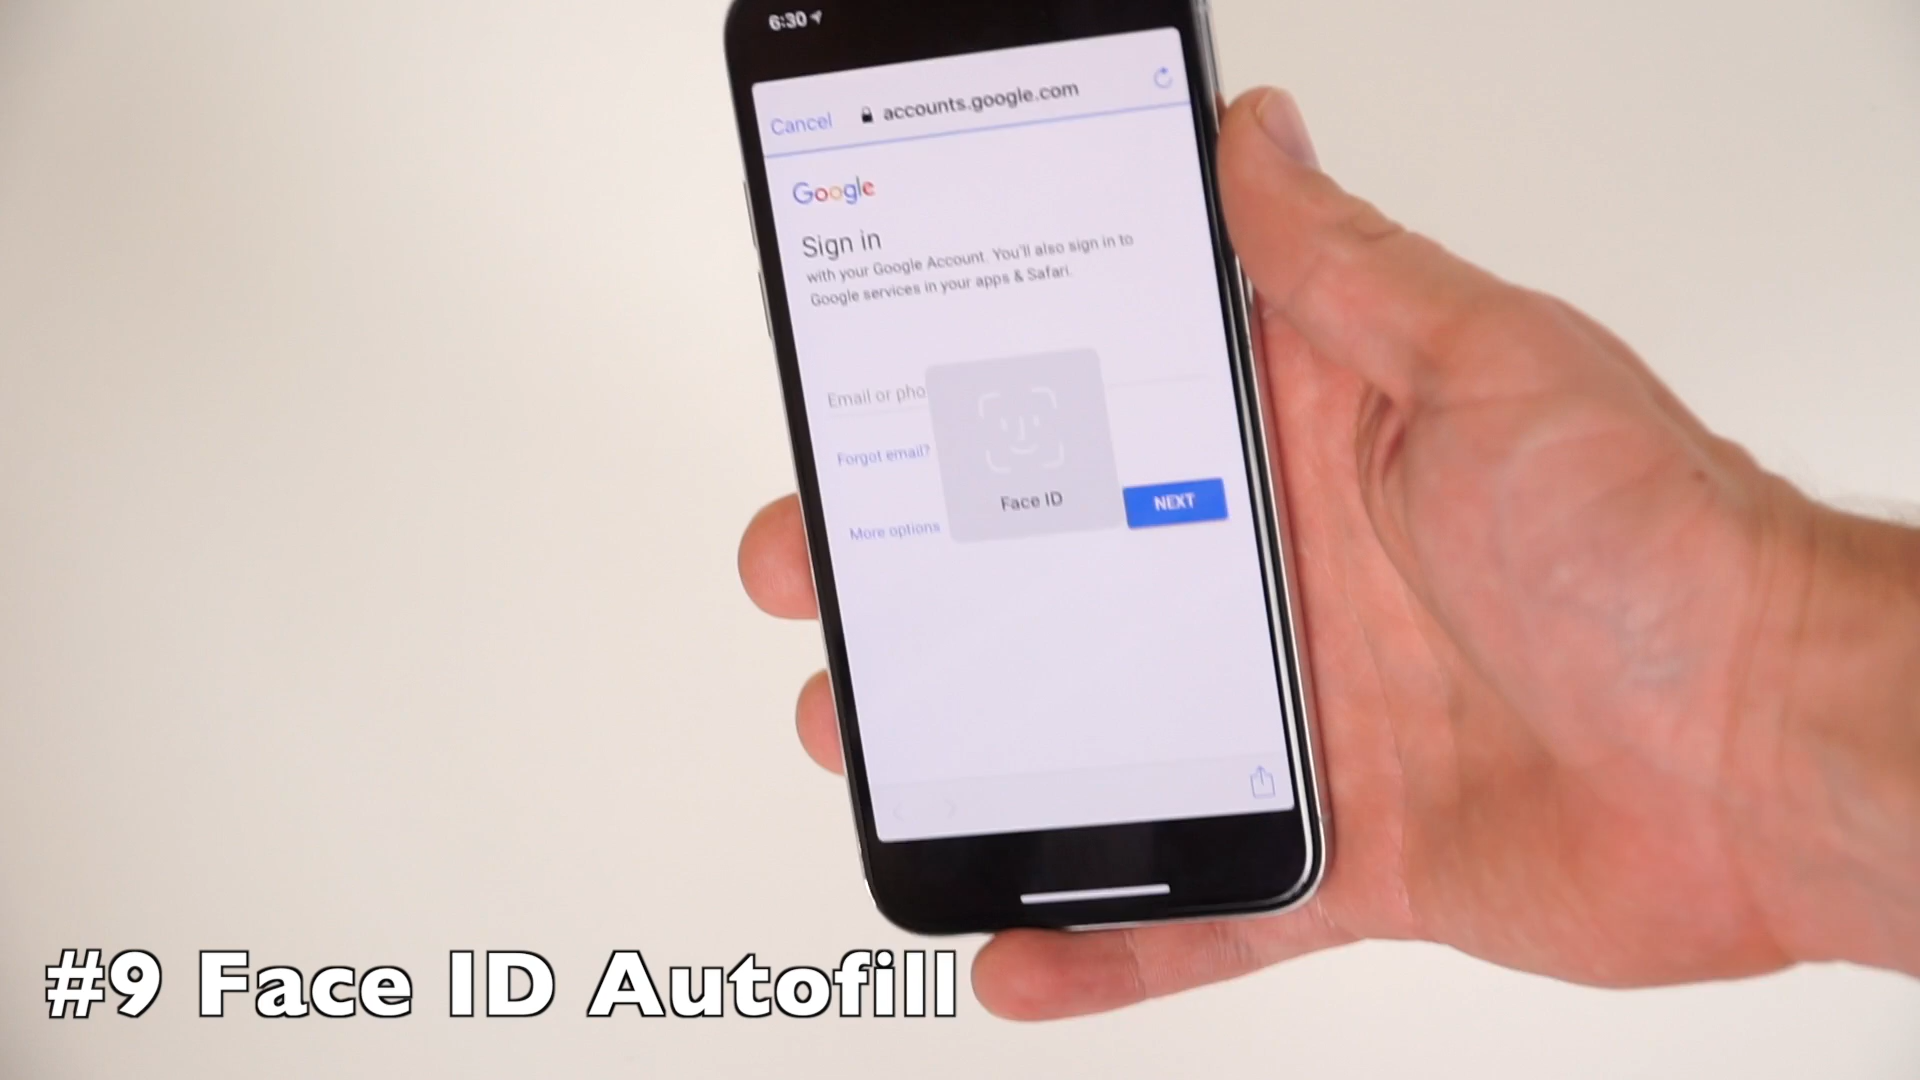 6:30
Cancel accounts.google.com
Google
Sign in
with your Google Account. You'll also sign in to
Google services in your apps & Safari.
Email or pho
Forgot email?
Face ID
NEXT
More options
#9 Face ID Autofill